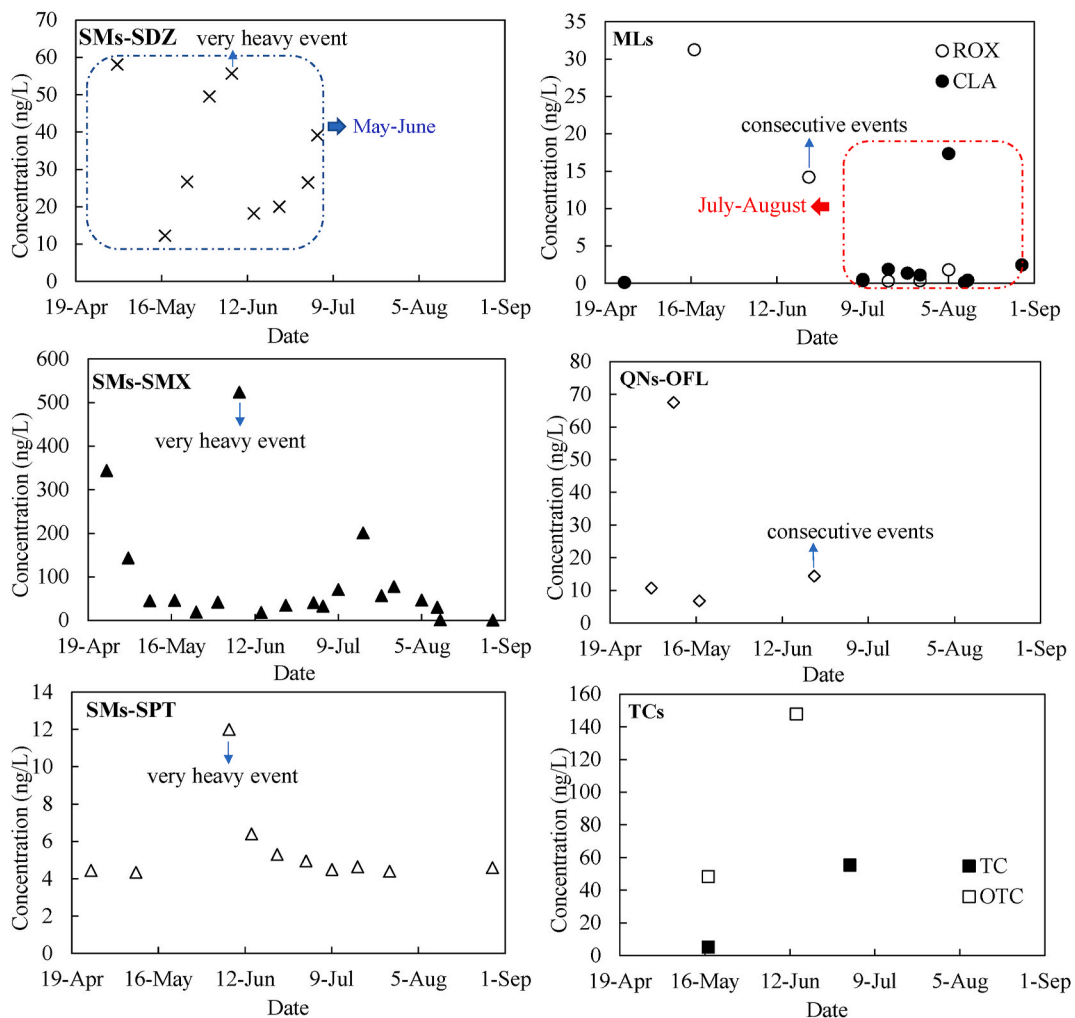 SMs-SDZ
very heavy event
May-June
Concentration (ng/L)
70
60
50
40
30
20
10
0
19-Apr 16-May 12-Jun 9-Jul 5-Aug 1-Sep
Date
MLs
ROX
CLA
consecutive events
July-August
Concentration (ng/L)
35
30
25
20
15
10
5
0
19-Apr 16-May 12-Jun 9-Jul 5-Aug 1-Sep
Date
SMs-SMX
very heavy event
Concentration (ng/L)
600
500
400
300
200
100
0
19-Apr 16-May 12-Jun 9-Jul 5-Aug 1-Sep
Date
QNs-OFL
consecutive events
Concentration (ng/L)
80
70
60
50
40
30
20
10
0
19-Apr 16-May 12-Jun 9-Jul 5-Aug 1-Sep
Date
SMs-SPT
very heavy event
Concentration (ng/L)
14
12
10
8
6
4
2
0
19-Apr 16-May 12-Jun 9-Jul 5-Aug 1-Sep
Date
TCs
TC
OTC
Concentration (ng/L)
160
140
120
100
80
60
40
20
0
19-Apr 16-May 12-Jun 9-Jul 5-Aug 1-Sep
Date